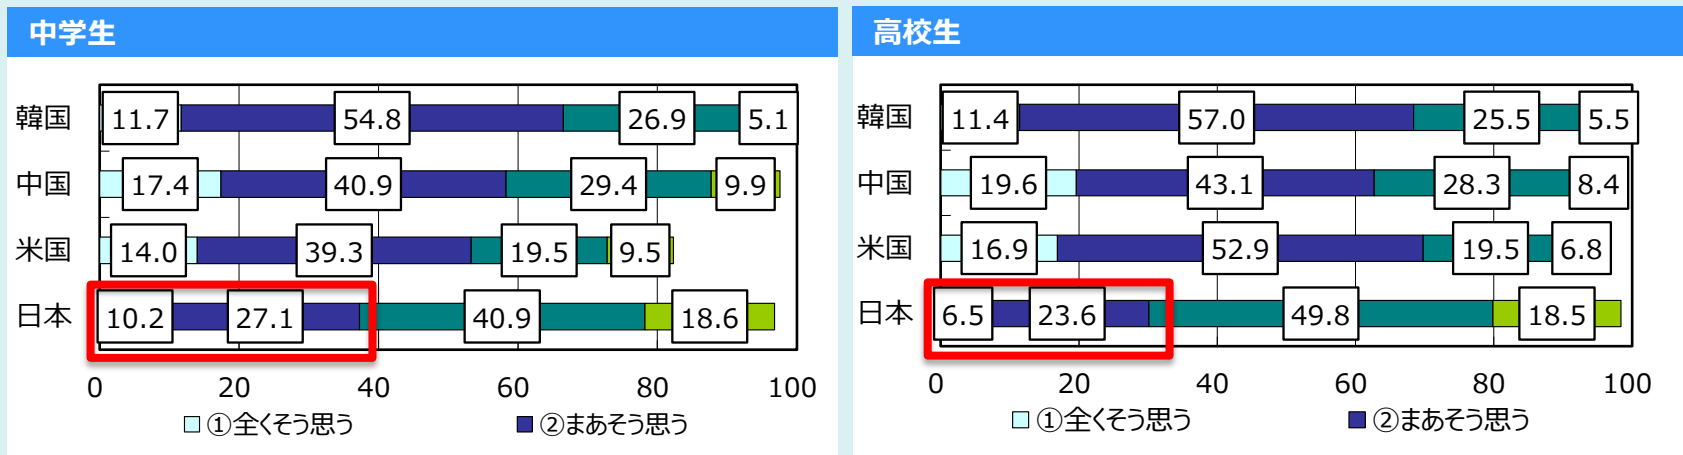 中学生
韓国 11.7 54.8 26.9 5.1
中国 17.4 40.9 29.4 9.9
米国 14.0 39.3 19.5 9.5
日本 10.2 27.1 40.9 18.6
0 20 40 60 80 100
①全くそう思う ②まあそう思う
高校生
韓国 11.4 57.0 25.5 5.5
中国 19.6 43.1 28.3 8.4
米国 16.9 52.9 19.5 6.8
日本 6.5 23.6 49.8 18.5
0 20 40 60 80 100
①全くそう思う ②まあそう思う